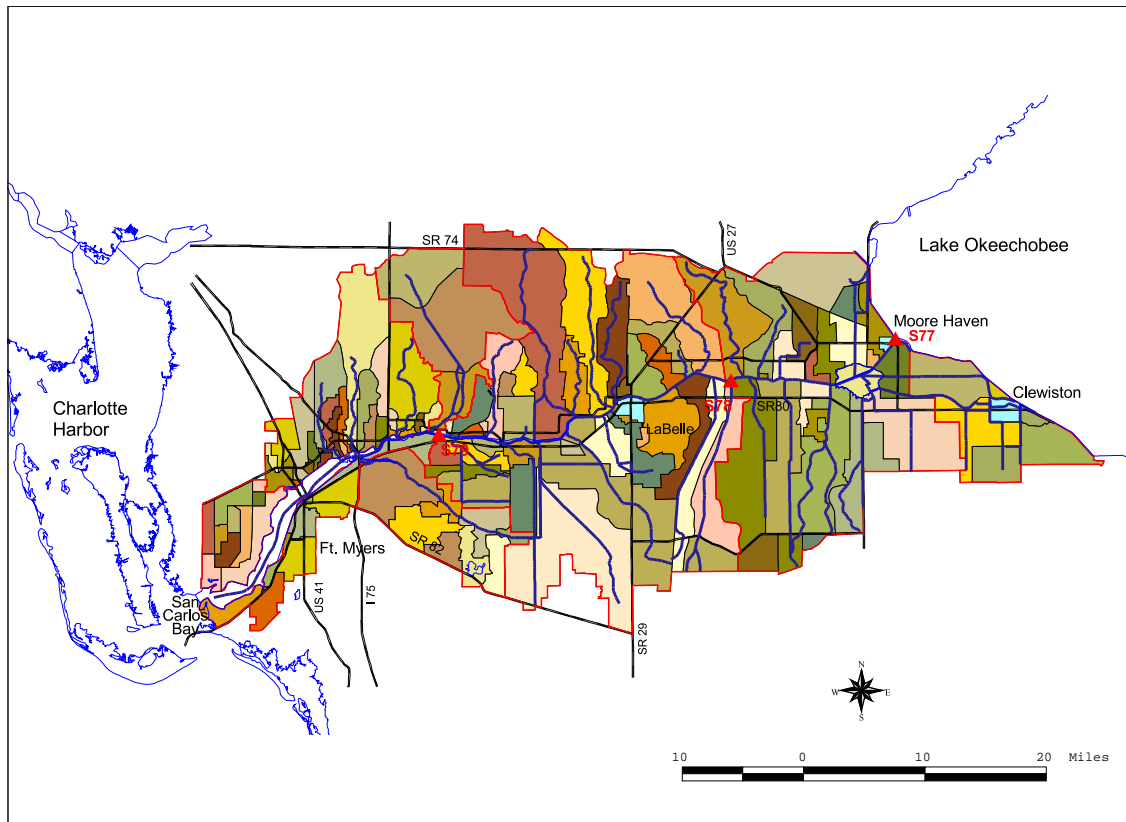 SR 74
US 27
Lake Okeechobee
Moore Haven
S77
Clewiston
S78
SR80
Charlotte
Harbor
LaBelle
S79
Ft. Myers
SR 82
San
Carlos
Bay
US 41
I 75
SR 29
N
W
E
S
10
0
10
20
Miles